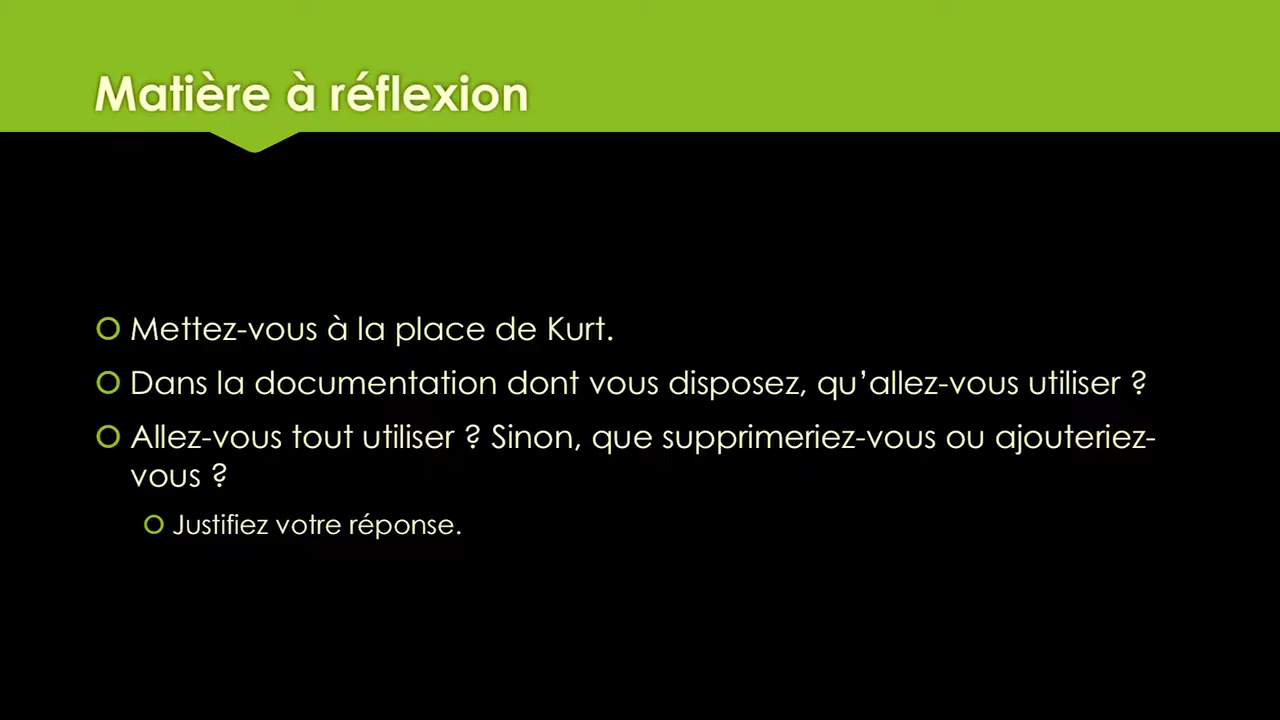 Matière à réflexion
Mettez-vous à la place de Kurt.
Dans la documentation dont vous disposez, qu’allez-vous utiliser ?
Allez-vous tout utiliser ? Sinon, que supprimeriez-vous ou ajouteriez-
vous ?
Justifiez votre réponse.